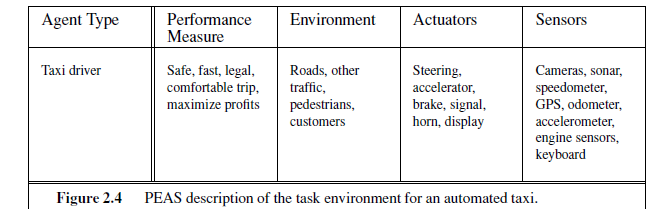 Agent Type Performance Measure Environment Actuators Sensors
Taxi driver
Safe, fast, legal,
comfortable trip,
maximize profits
Roads, other
traffic,
pedestrians,
customers
Steering,
accelerator,
brake, signal,
horn, display
Cameras, sonar,
speedometer,
GPS, odometer,
accelerometer,
engine sensors,
keyboard
Figure 2.4 PEAS description of the task environment for an automated taxi.